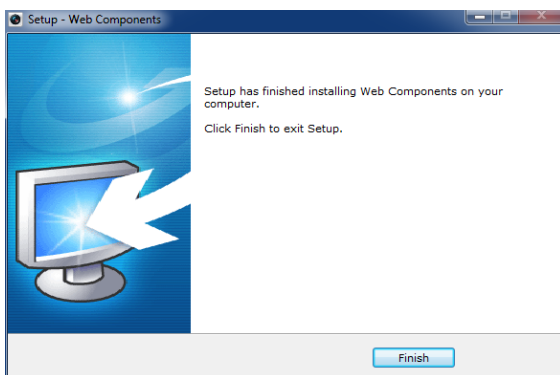 Setup - Web Components
Setup has finished installing Web Components on your
computer.
Click Finish to exit Setup.
Finish